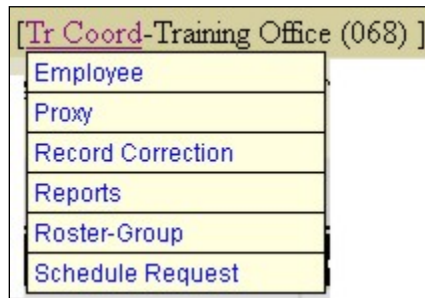 [Tr Coord-Training Office (068) ]
Employee
Proxy
Record Correction
Reports
Roster-Group
Schedule Request